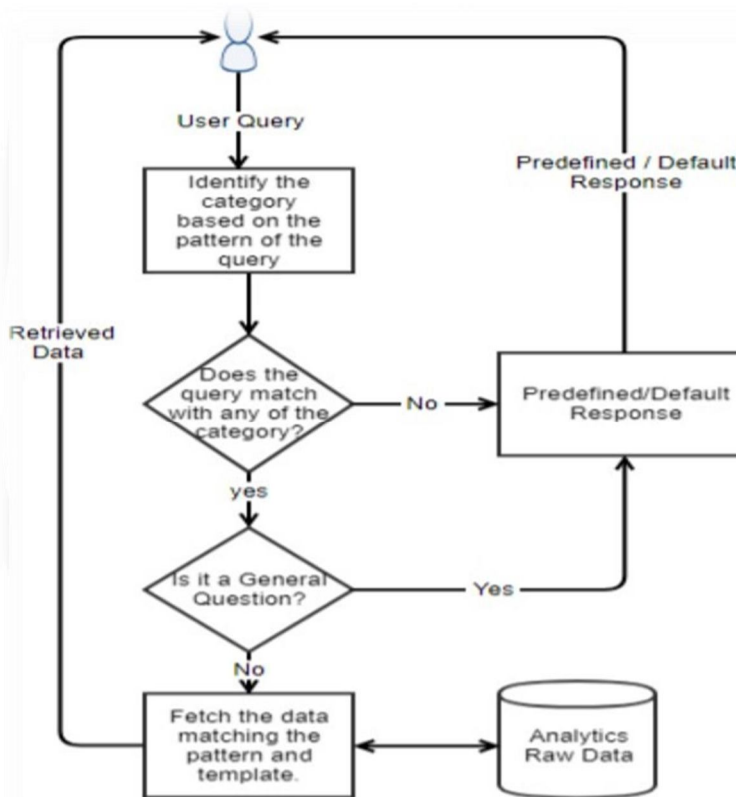 User Query
Identify the
category
based on the
pattern of the
query
Predefined / Default
Response
Retrieved
Data
Does the
query match
with any of the
category?
No
Predefined/Default
Response
yes
Is it a General
Question?
Yes
No
Fetch the data
matching the
pattern and
template.
Analytics
Raw Data